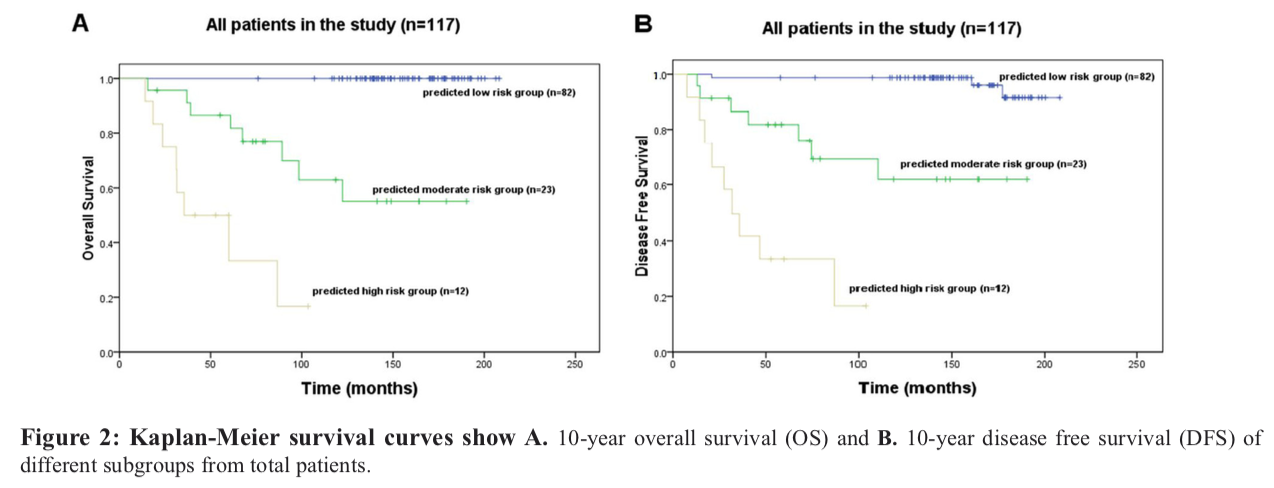 A
All patients in the study (n=117)
1.0
0.8
0.6
0.4
0.2
0.0
Overall Survival
predicted low risk group (n=82)
predicted moderate risk group (n=23)
predicted high risk group (n=12)
0 50 100 150 200 250
Time (months)
B
All patients in the study (n=117)
1.0
0.8
0.6
0.4
0.2
0.0
Disease Free Survival
predicted low risk group (n=82)
predicted moderate risk group (n=23)
predicted high risk group (n=12)
0 50 100 150 200 250
Time (months)
Figure 2: Kaplan-Meier survival curves show A. 10-year overall survival (OS) and B. 10-year disease free survival (DFS) of
different subgroups from total patients.